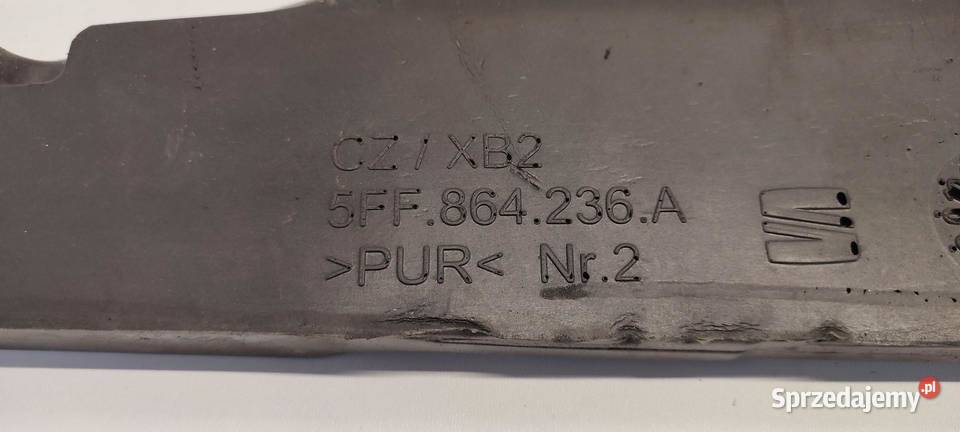 CZ / XB2
5FF.864.236.A
>PUR< Nr.2
Sprzedajemy.pl